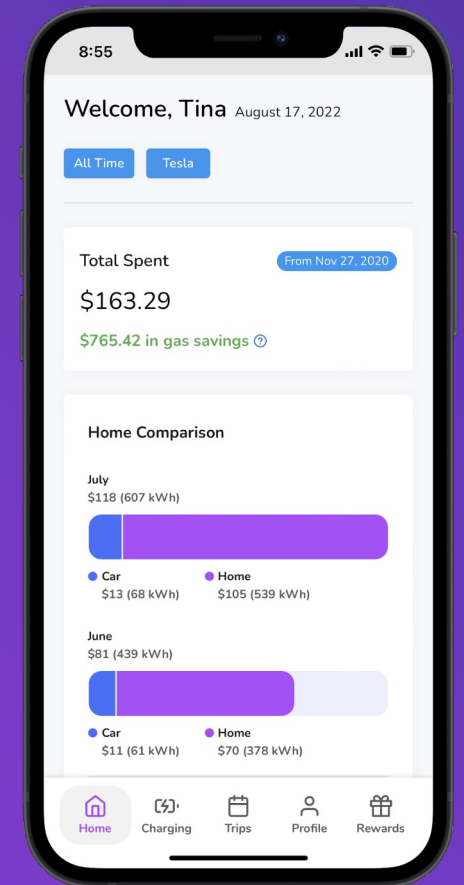 8:55
Welcome, Tina August 17, 2022
All Time Tesla
Total Spent From Nov 27, 2020
$163.29
$765.42 in gas savings ?
Home Comparison
July
$118 (607 kWh)
Car Home
$13 (68 kWh) $105 (539 kWh)
June
$81 (439 kWh)
Car Home
$11 (61 kWh) $70 (378 kWh)
Home Charging Trips Profile Rewards